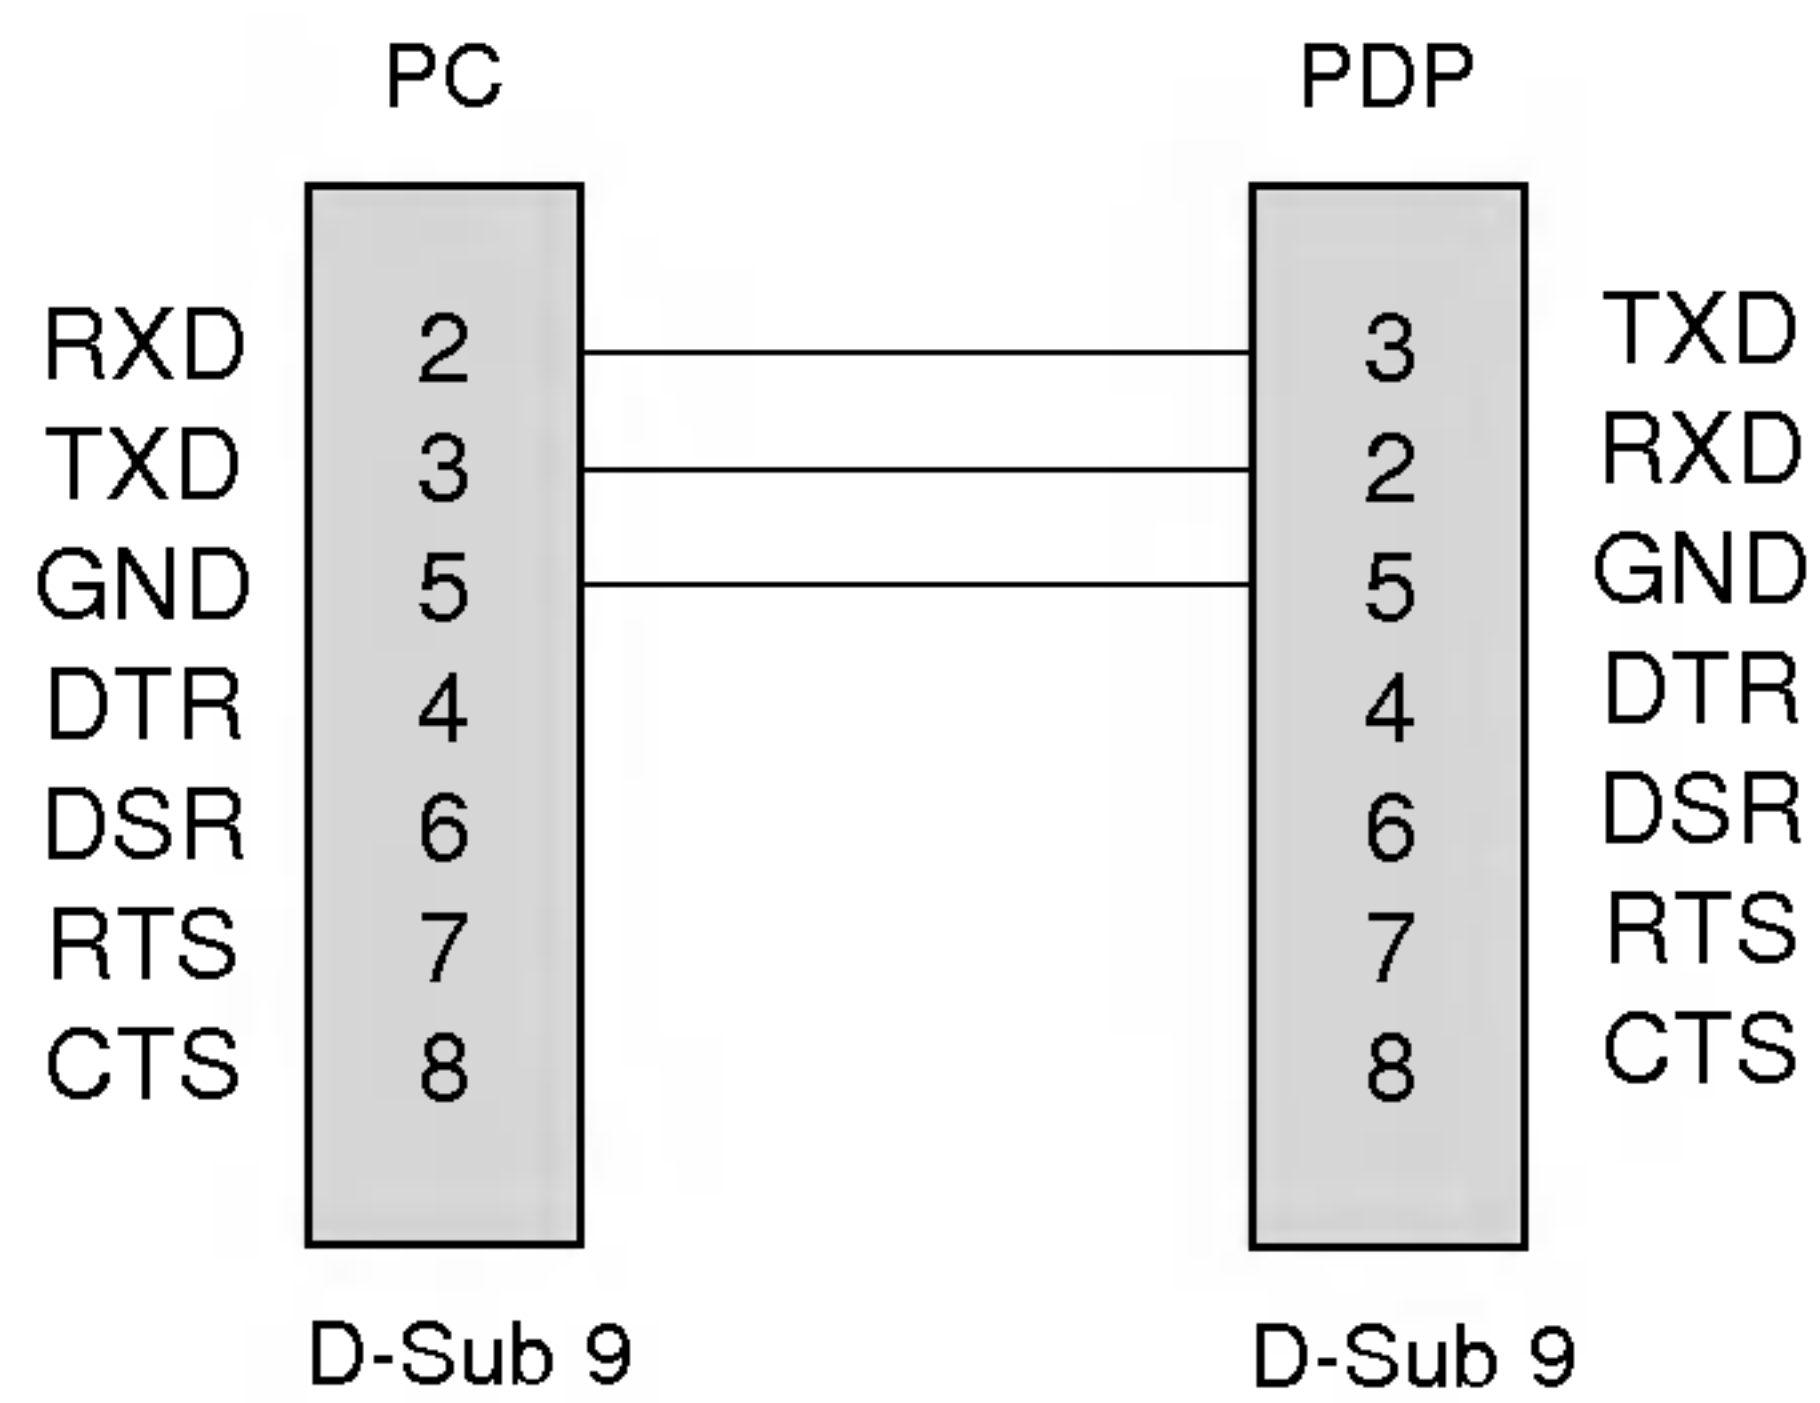 PC PDP
RXD 2 3 TXD
TXD 3 2 RXD
GND 5 5 GND
DTR 4 4 DTR
DSR 6 6 DSR
RTS 7 7 RTS
CTS 8 8 CTS
D-Sub 9 D-Sub 9